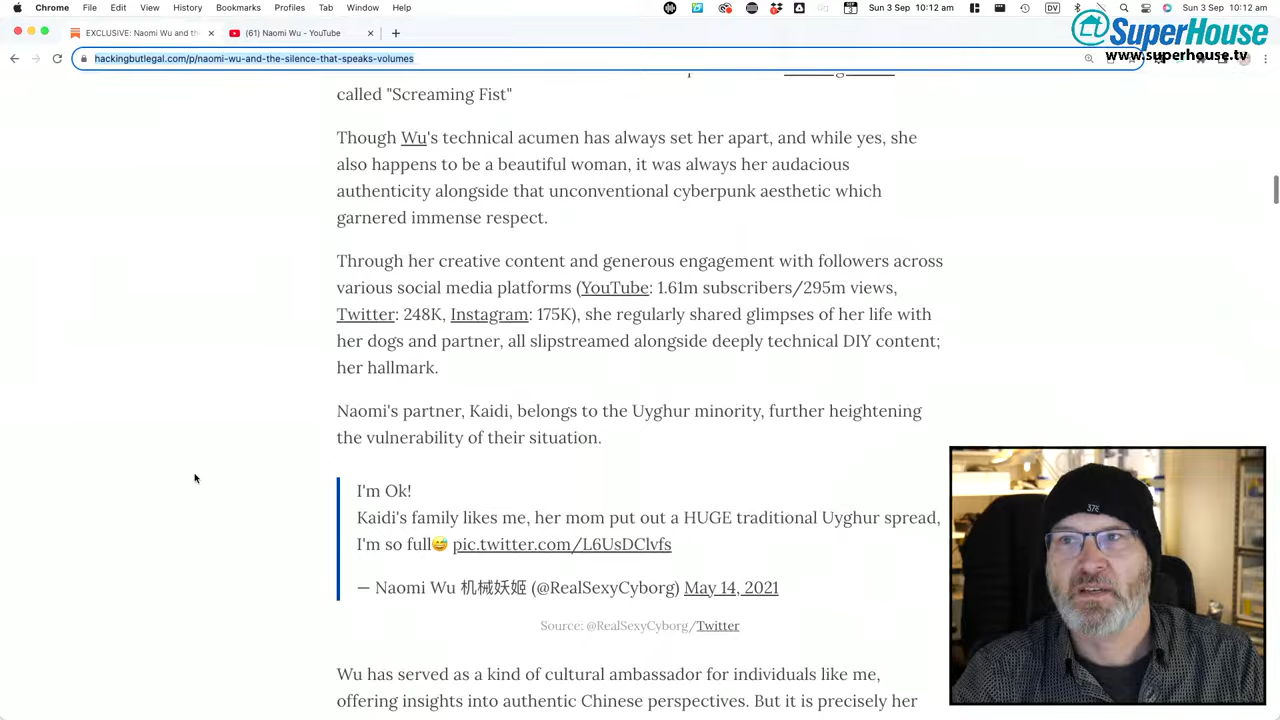 Chrome File Edit View History Bookmarks Profiles Tab Window Help
SEP
3
Sun 3 Sep 10:12 am
DV
Sun 3 Sep 10:12 am
EXCLUSIVE: Naomi Wu and the
(61) Naomi Wu - YouTube
SuperHouse
www.superhouse.tv
hackingbutlegal.com/p/naomi-wu-and-the-silence-that-speaks-volumes
called "Screaming Fist"
Though Wu's technical acumen has always set her apart, and while yes, she
also happens to be a beautiful woman, it was always her audacious
authenticity alongside that unconventional cyberpunk aesthetic which
garnered immense respect.
Through her creative content and generous engagement with followers across
various social media platforms (YouTube: 1.61m subscribers/295m views,
Twitter: 248K, Instagram: 175K), she regularly shared glimpses of her life with
her dogs and partner, all slipstreamed alongside deeply technical DIY content;
her hallmark.
Naomi's partner, Kaidi, belongs to the Uyghur minority, further heightening
the vulnerability of their situation.
I'm Ok!
Kaidi's family likes me, her mom put out a HUGE traditional Uyghur spread,
I'm so full😅 pic.twitter.com/L6UsDClvfs
— Naomi Wu 机械妖姬 (@RealSexyCyborg) May 14, 2021
Source: @RealSexyCyborg/Twitter
Wu has served as a kind of cultural ambassador for individuals like me,
offering insights into authentic Chinese perspectives. But it is precisely her